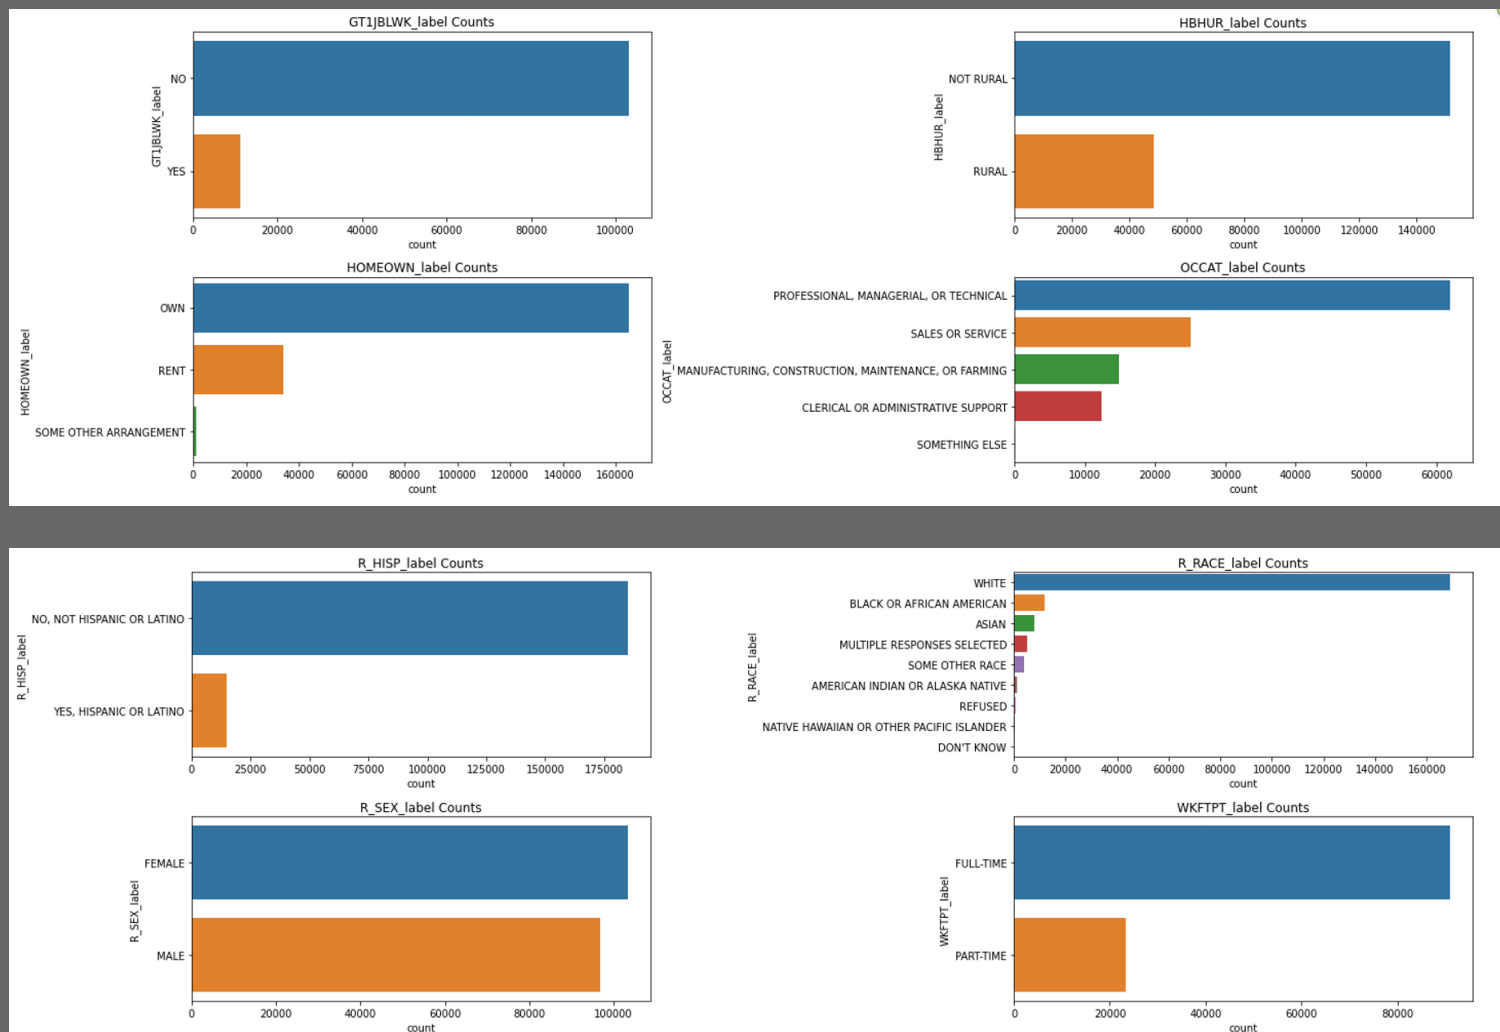 GT1JBLWK_label Counts
GT1JBLWK_label
NO
YES
0 20000 40000 60000 80000 100000
count
HBHUR_label Counts
HBHUR_label
NOT RURAL
RURAL
0 20000 40000 60000 80000 100000 120000 140000
count
HOMEOWN_label Counts
HOMEOWN_label
OWN
RENT
SOME OTHER ARRANGEMENT
0 20000 40000 60000 80000 100000 120000 140000 160000
count
OCCAT_label Counts
OCCAT_label
PROFESSIONAL, MANAGERIAL, OR TECHNICAL
SALES OR SERVICE
MANUFACTURING, CONSTRUCTION, MAINTENANCE, OR FARMING
CLERICAL OR ADMINISTRATIVE SUPPORT
SOMETHING ELSE
0 10000 20000 30000 40000 50000 60000
count
R_HISP_label Counts
R_HISP_label
NO, NOT HISPANIC OR LATINO
YES, HISPANIC OR LATINO
0 25000 50000 75000 100000 125000 150000 175000
count
R_RACE_label Counts
R_RACE_label
WHITE
BLACK OR AFRICAN AMERICAN
ASIAN
MULTIPLE RESPONSES SELECTED
SOME OTHER RACE
AMERICAN INDIAN OR ALASKA NATIVE
REFUSED
NATIVE HAWAIIAN OR OTHER PACIFIC ISLANDER
DON'T KNOW
0 20000 40000 60000 80000 100000 120000 140000 160000
count
R_SEX_label Counts
R_SEX_label
FEMALE
MALE
0 20000 40000 60000 80000 100000
count
WKFTPT_label Counts
WKFTPT_label
FULL-TIME
PART-TIME
0 20000 40000 60000 80000
count